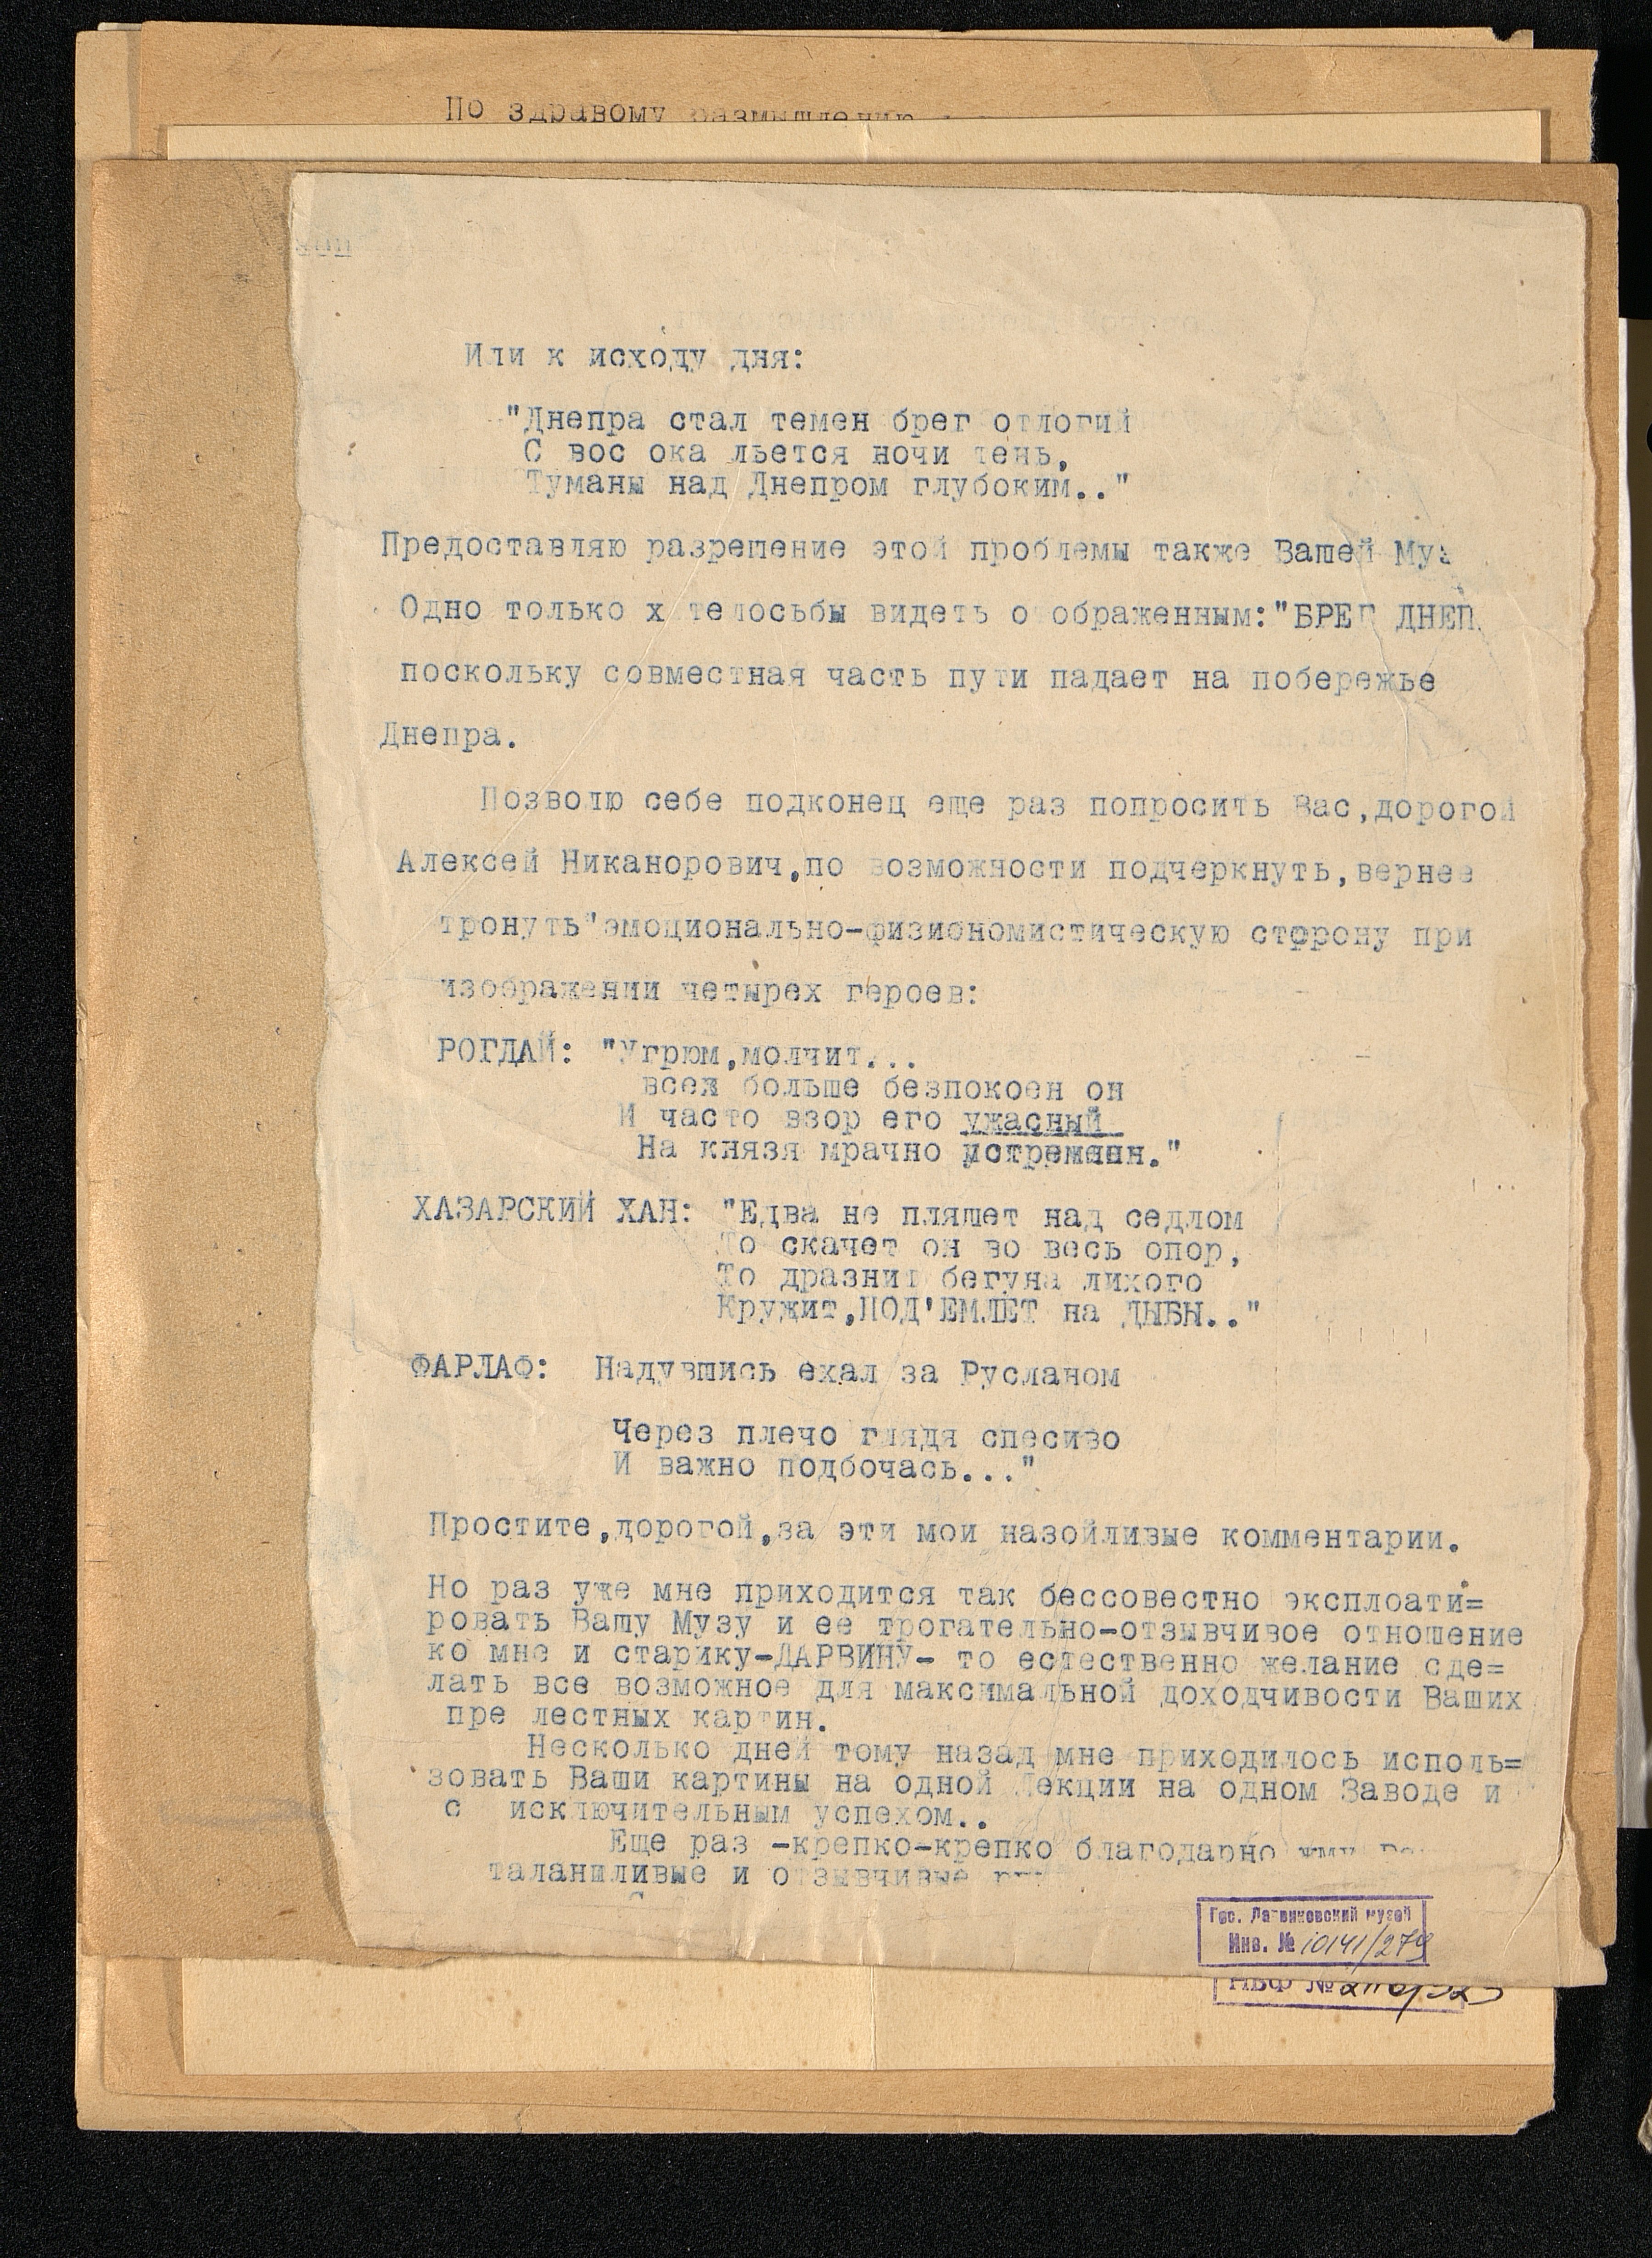 По здравому размышлению
Или к исходу дня:
"Днепра стал темен брег отлогий
С вос ока льется ночи тень,
Туманы над Днепром глубоким.."
Предоставляю разрешение этой проблемы также Вашей Муз
Одно только х телосьбы видеть о ображенным:"БРЕГ ДНЕП
поскольку совместная часть пути падает на побережье
Днепра.
Позволю себе подконец еще раз попросить Вас,дорогой
Алексей Никанорович,по возможности подчеркнуть,вернее
тронуть"эмоционально-физиономистическую сторону при
изображении четырех героев:
РОГДАЙ: "Угрюм,молчит...
всех больше безпокоен он
И часто взор его ужасный
На князя мрачно устремлен."
ХАЗАРСКИЙ ХАН: "Едва не пляшет над седлом
То скачет он во весь опор,
То дразнит бегуна лихого
Кружит,ПОД'ЕМЛЕТ на ДЫБЫ.."
ФАРЛАФ: Надувшись ехал за Русланом
Через плечо глядя спесиво
И важно подбочась..."
Простите,дорогой,за эти мои назойливые комментарии.
Но раз уже мне приходится так бессовестно эксплоати=
ровать Вашу Музу и ее трогательно-отзывчивое отношение
ко мне и старику-ДАРВИНУ- то естественно желание сде=
лать все возможное для максимальной доходчивости Ваших
пре лестных картин.
Несколько дней тому назад мне приходилось исполь=
зовать Ваши картины на одной Лекции на одном Заводе и
с исключительным успехом..
Еще раз -крепко-крепко благодарно жму
таланшливые и отзывчивые
Гос. Дарвиновский музей
Инв. № 10141/279
НВФ №